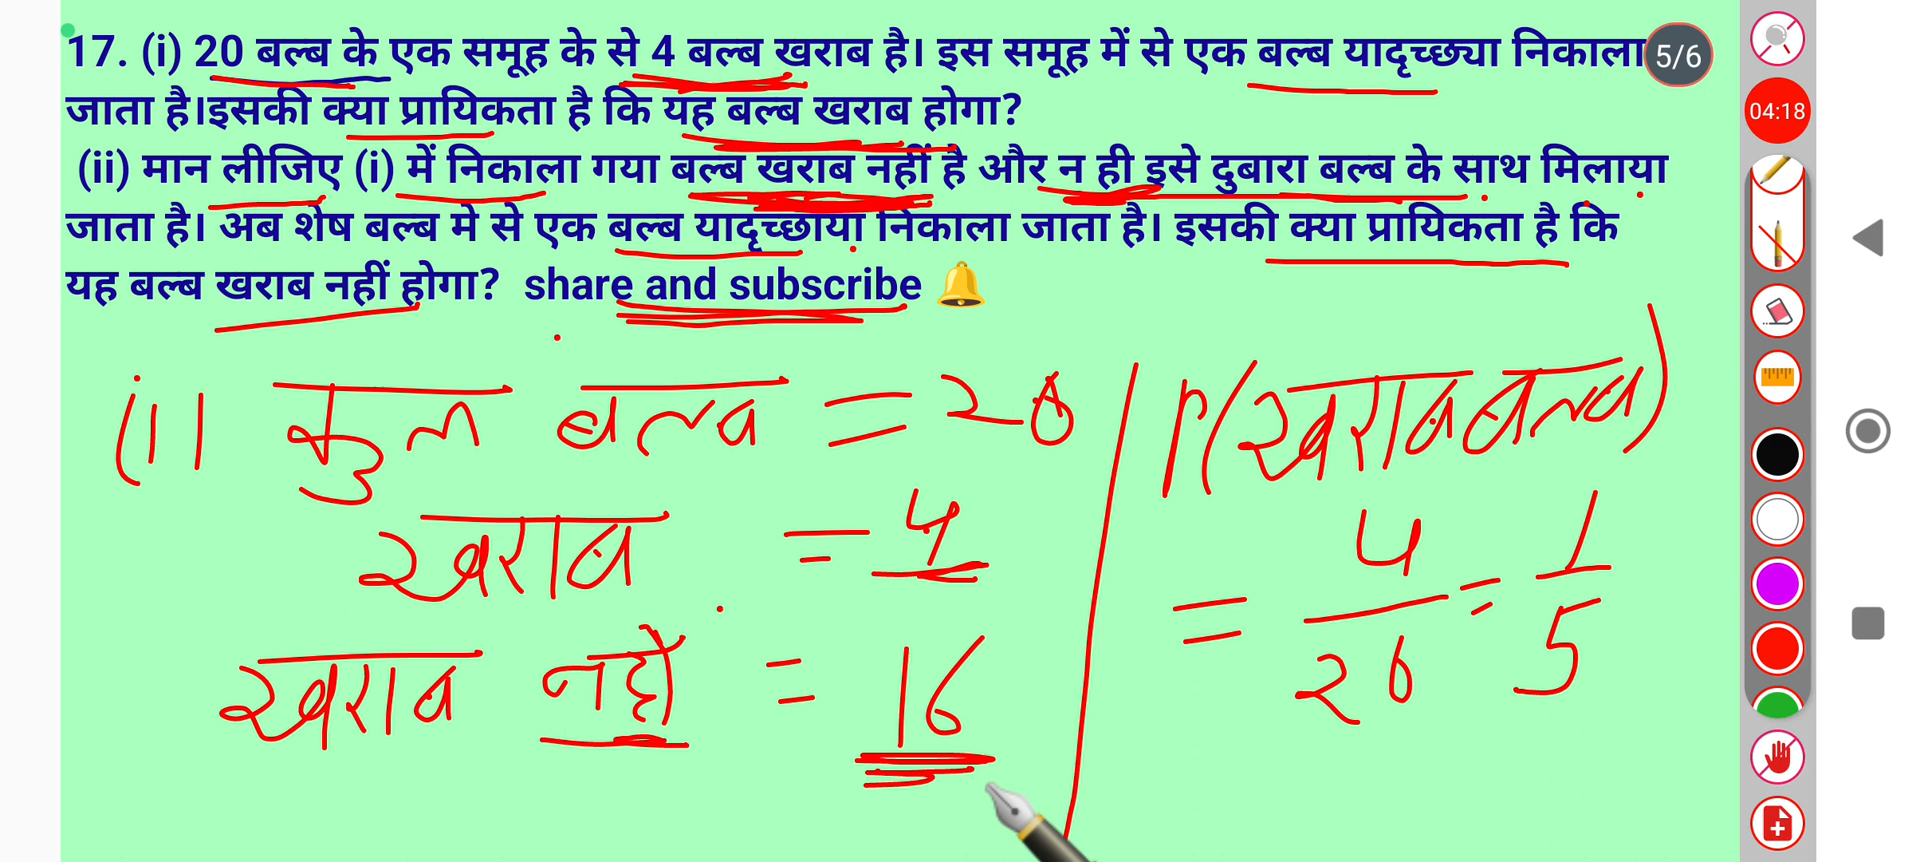 17. (i) 20 बल्ब के एक समूह के से 4 बल्ब खराब है। इस समूह में से एक बल्ब यादृच्छ्या निकाला
5/6
04:18
जाता है।इसकी क्या प्रायिकता है कि यह बल्ब खराब होगा?
(ii) मान लीजिए (i) में निकाला गया बल्ब खराब नहीं है और न ही इसे दुबारा बल्ब के साथ मिलाया
जाता है। अब शेष बल्ब मे से एक बल्ब यादृच्छाया निकाला जाता है। इसकी क्या प्रायिकता है कि
यह बल्ब खराब नहीं होगा? share and subscribe 🔔
(i) कुल बल्ब = 20
खराब = 4
खराब नही = 16
P(खराब बल्ब)
= 4/20 = 1/5